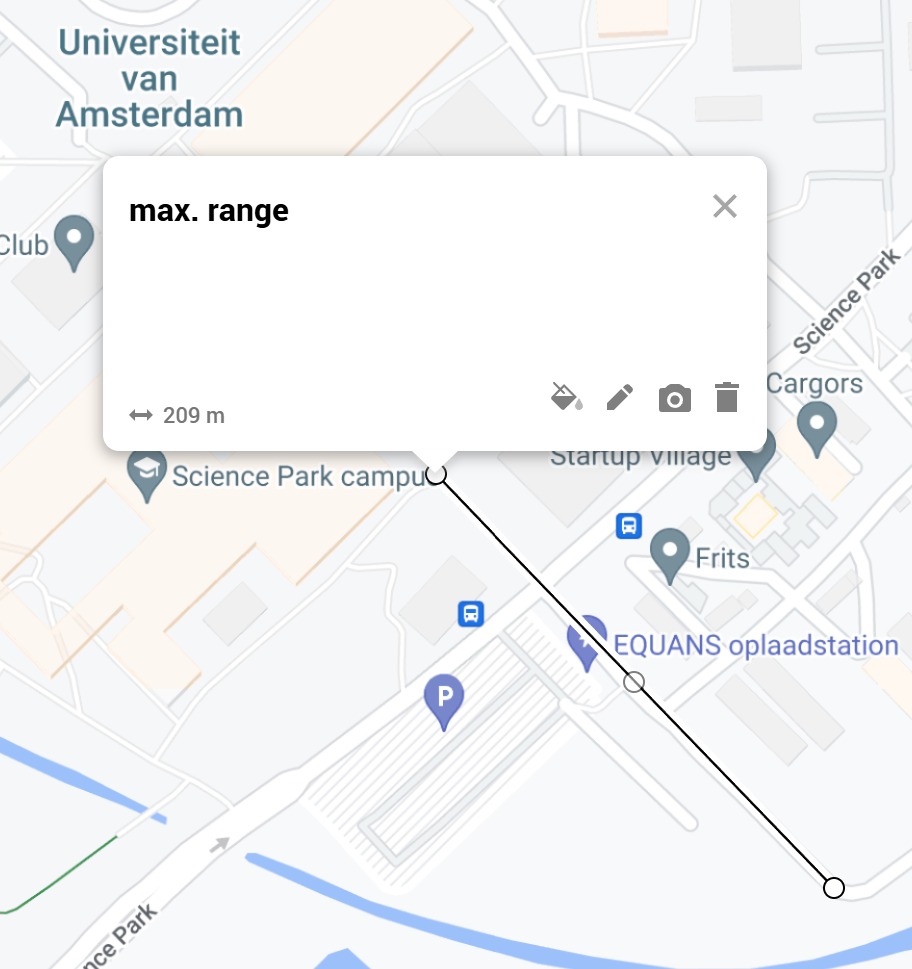 Universiteit
van
Amsterdam
max. range
Club
Science Park
Cargors
209 m
Startup Village
Science Park campu
Frits
EQUANS oplaadstation
P
nce Park